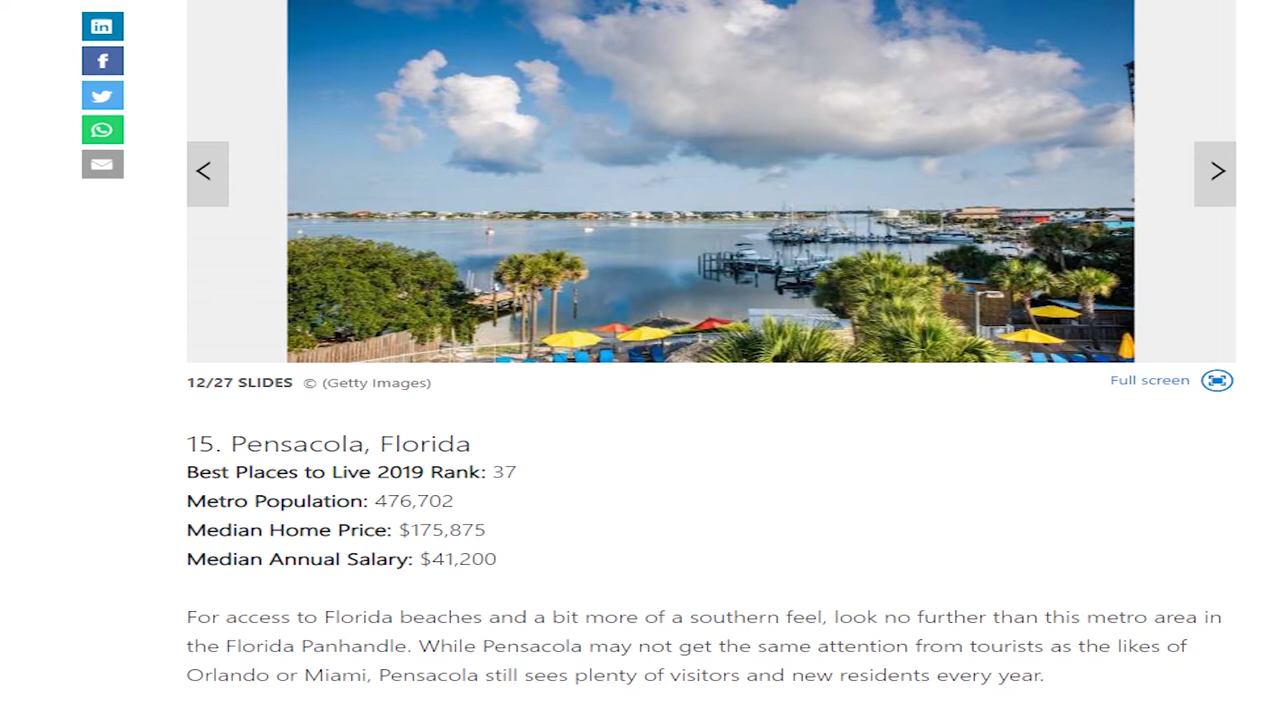 12/27 SLIDES © (Getty Images)
Full screen
15. Pensacola, Florida
Best Places to Live 2019 Rank: 37
Metro Population: 476,702
Median Home Price: $175,875
Median Annual Salary: $41,200
For access to Florida beaches and a bit more of a southern feel, look no further than this metro area in
the Florida Panhandle. While Pensacola may not get the same attention from tourists as the likes of
Orlando or Miami, Pensacola still sees plenty of visitors and new residents every year.